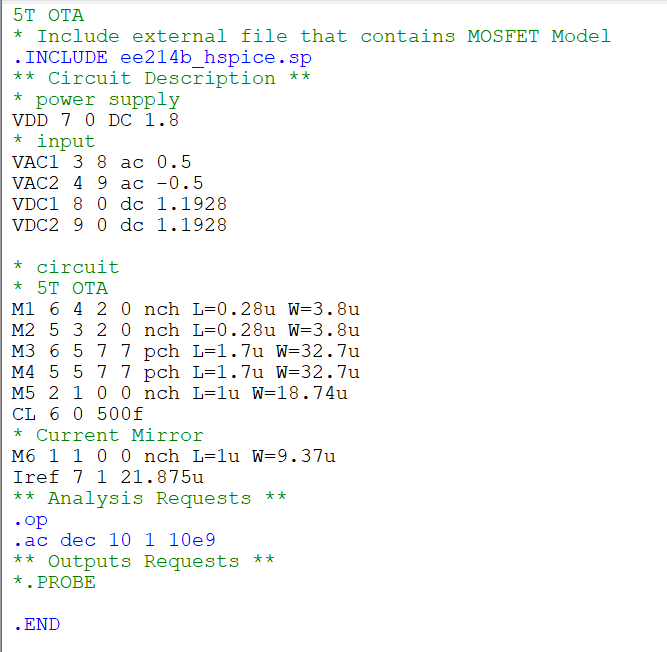 5T OTA
* Include external file that contains MOSFET Model
.INCLUDE ee214b_hspice.sp
** Circuit Description **
* power supply
VDD 7 0 DC 1.8
* input
VAC1 3 8 ac 0.5
VAC2 4 9 ac -0.5
VDC1 8 0 dc 1.1928
VDC2 9 0 dc 1.1928
* circuit
* 5T OTA
M1 6 4 2 0 nch L=0.28u W=3.8u
M2 5 3 2 0 nch L=0.28u W=3.8u
M3 6 5 7 7 pch L=1.7u W=32.7u
M4 5 5 7 7 pch L=1.7u W=32.7u
M5 2 1 0 0 nch L=1u W=18.74u
CL 6 0 500f
* Current Mirror
M6 1 1 0 0 nch L=1u W=9.37u
Iref 7 1 21.875u
** Analysis Requests **
.op
.ac dec 10 1 10e9
** Outputs Requests **
*.PROBE
.END